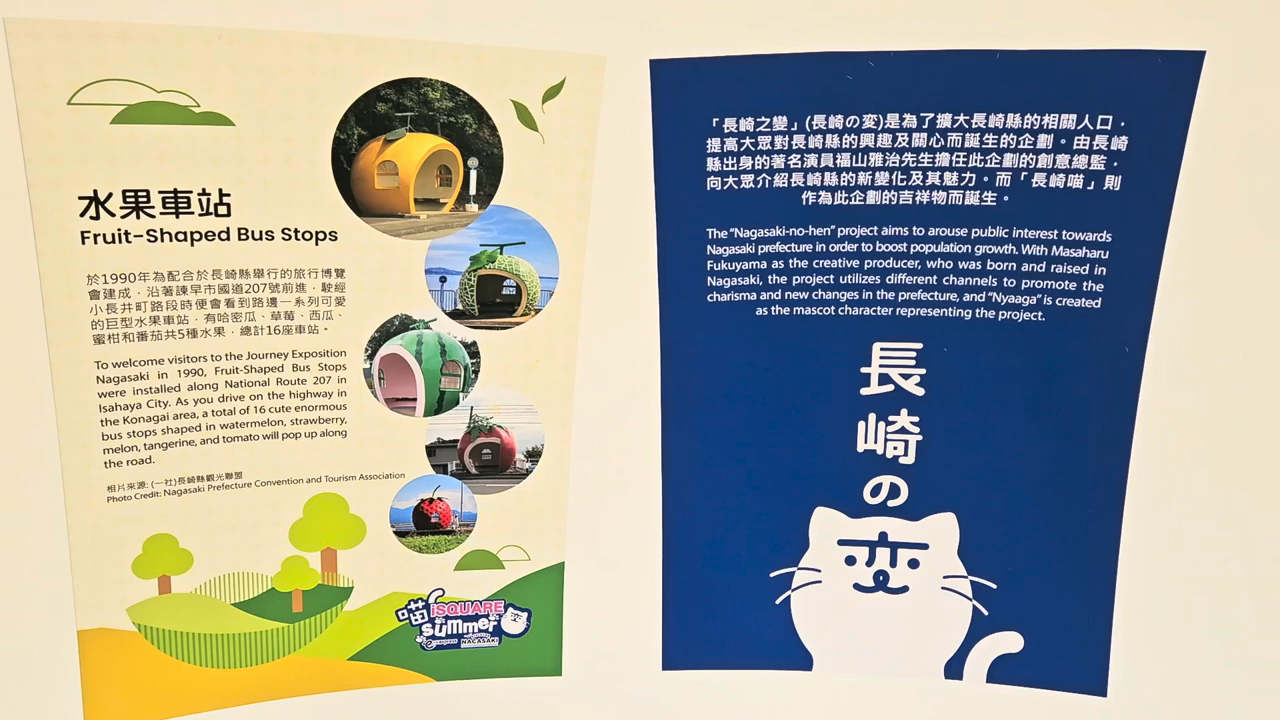 水果車站
Fruit-Shaped Bus Stops
於1990年為配合於長崎縣舉行的旅行博覽
會建成，沿著諫早市國道207號前進，駛經
小長井町路段時便會看到路邊一系列可愛
的巨型水果車站，有哈密瓜、草莓、西瓜、
蜜柑和番茄共5種水果，總計16座車站。
To welcome visitors to the Journey Exposition
Nagasaki in 1990, Fruit-Shaped Bus Stops
were installed along National Route 207 in
Isahaya City. As you drive on the highway in
the Konagai area, a total of 16 cute enormous
bus stops shaped in watermelon, strawberry,
melon, tangerine, and tomato will pop up along
the road.
相片來源: (一社)長崎縣觀光聯盟
Photo Credit: Nagasaki Prefecture Convention and Tourism Association
喵 iSQUARE
summer
NAGASAKI
「長崎之變」(長崎の変)是為了擴大長崎縣的相關人口，
提高大眾對長崎縣的興趣及關心而誕生的企劃。由長崎
縣出身的著名演員福山雅治先生擔任此企劃的創意總監，
向大眾介紹長崎縣的新變化及其魅力。而「長崎喵」則
作為此企劃的吉祥物而誕生。
The “Nagasaki-no-hen” project aims to arouse public interest towards
Nagasaki prefecture in order to boost population growth. With Masaharu
Fukuyama as the creative producer, who was born and raised in
Nagasaki, the project utilizes different channels to promote the
charisma and new changes in the prefecture, and “Nyaaga” is created
as the mascot character representing the project.
長
崎
の
変